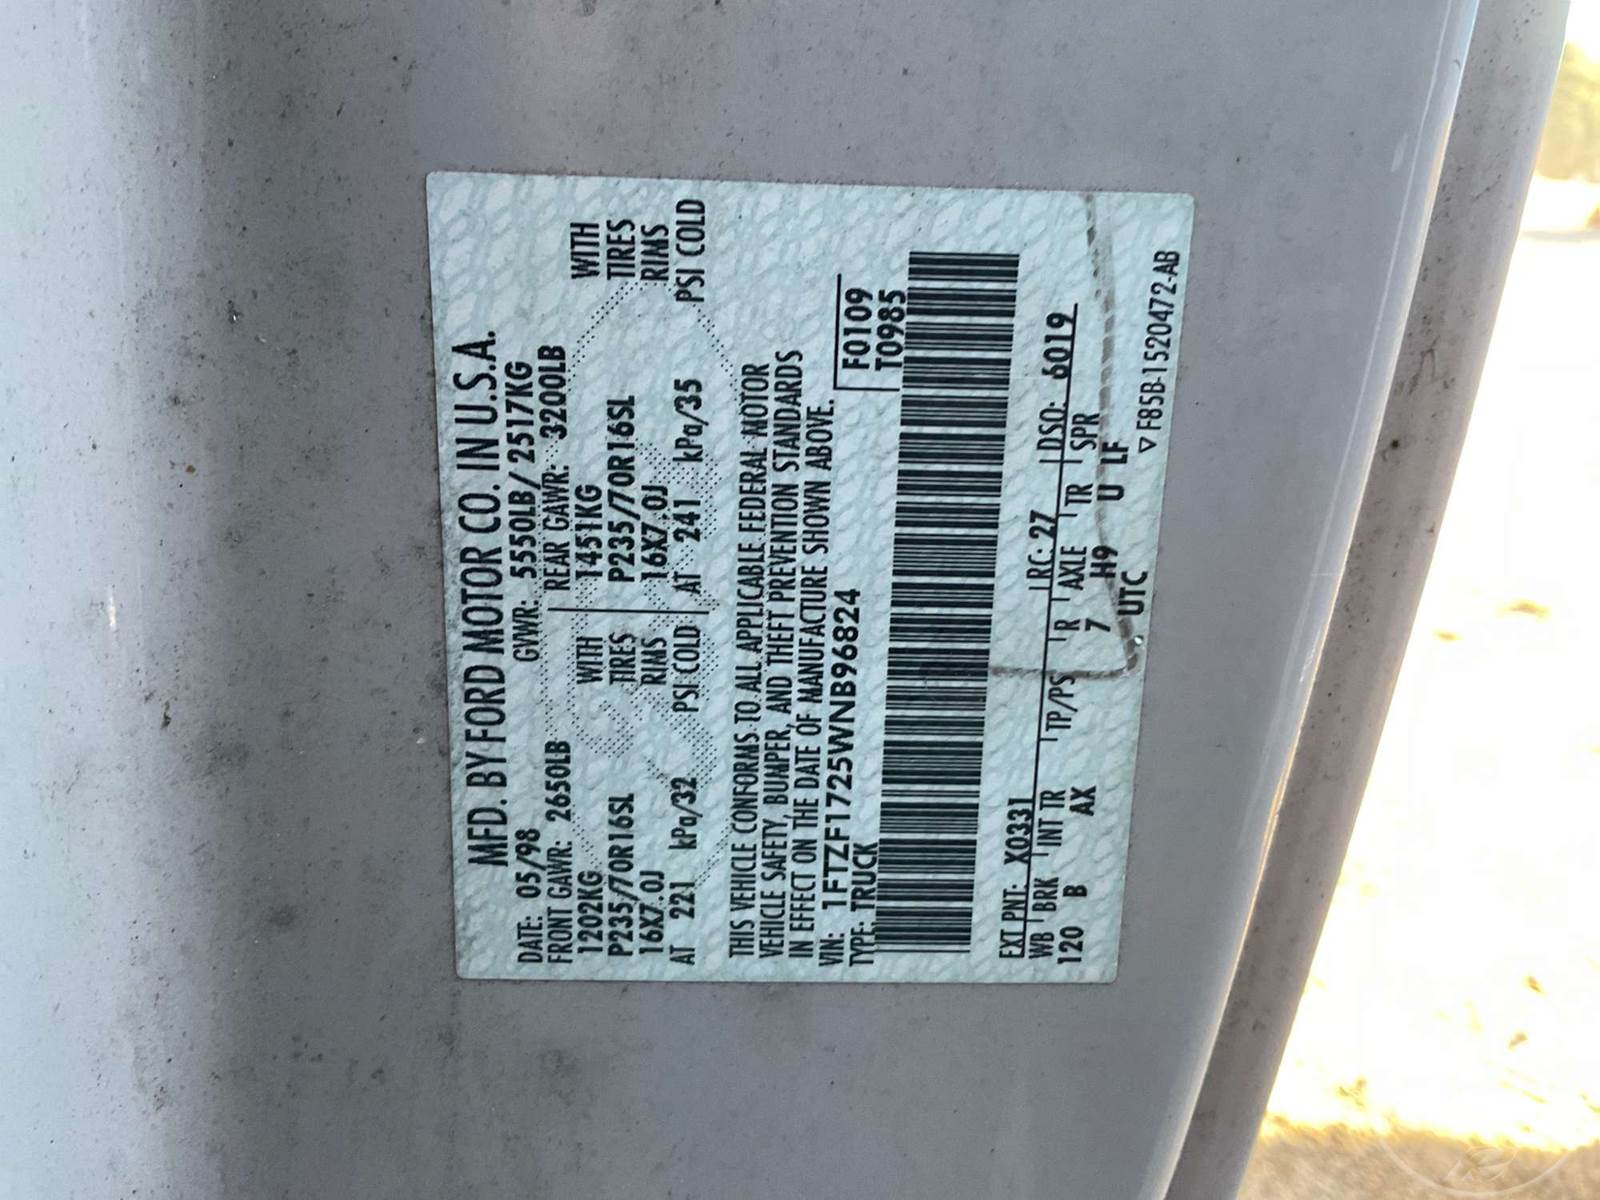 MFD. BY FORD MOTOR CO. IN U.S.A.
DATE: 05/98 GVWR: 5550LB/2517KG
FRONT GAWR: 2650LB REAR GAWR: 3200LB
1202KG WITH 1451KG WITH
P235/70R16SL TIRES P235/70R16SL TIRES
16X7.0J RIMS 16X7.0J RIMS
AT 221 kPa/32 PSI COLD AT 241 kPa/35 PSI COLD
THIS VEHICLE CONFORMS TO ALL APPLICABLE FEDERAL MOTOR
VEHICLE SAFETY, BUMPER, AND THEFT PREVENTION STANDARDS
IN EFFECT ON THE DATE OF MANUFACTURE SHOWN ABOVE.
VIN: 1FTZF1725WNB96824 F0109
TYPE: TRUCK T0985
EXT PNT: X0331 RC: 27 DSO: 6019
WB BRK INT TR TP/PS R AXLE TR SPR
120 B AX 7 H9 U LF
UTC
▽ F85B-1520472-AB